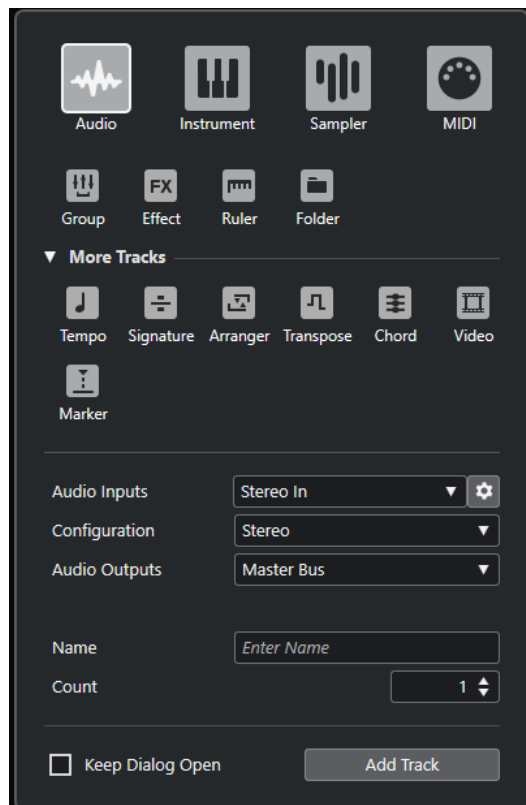 Audio Instrument Sampler MIDI
FX
Group Effect Ruler Folder
More Tracks
Tempo Signature Arranger Transpose Chord Video
Marker
Audio Inputs Stereo In
Configuration Stereo
Audio Outputs Master Bus
Name Enter Name
Count 1
Keep Dialog Open Add Track